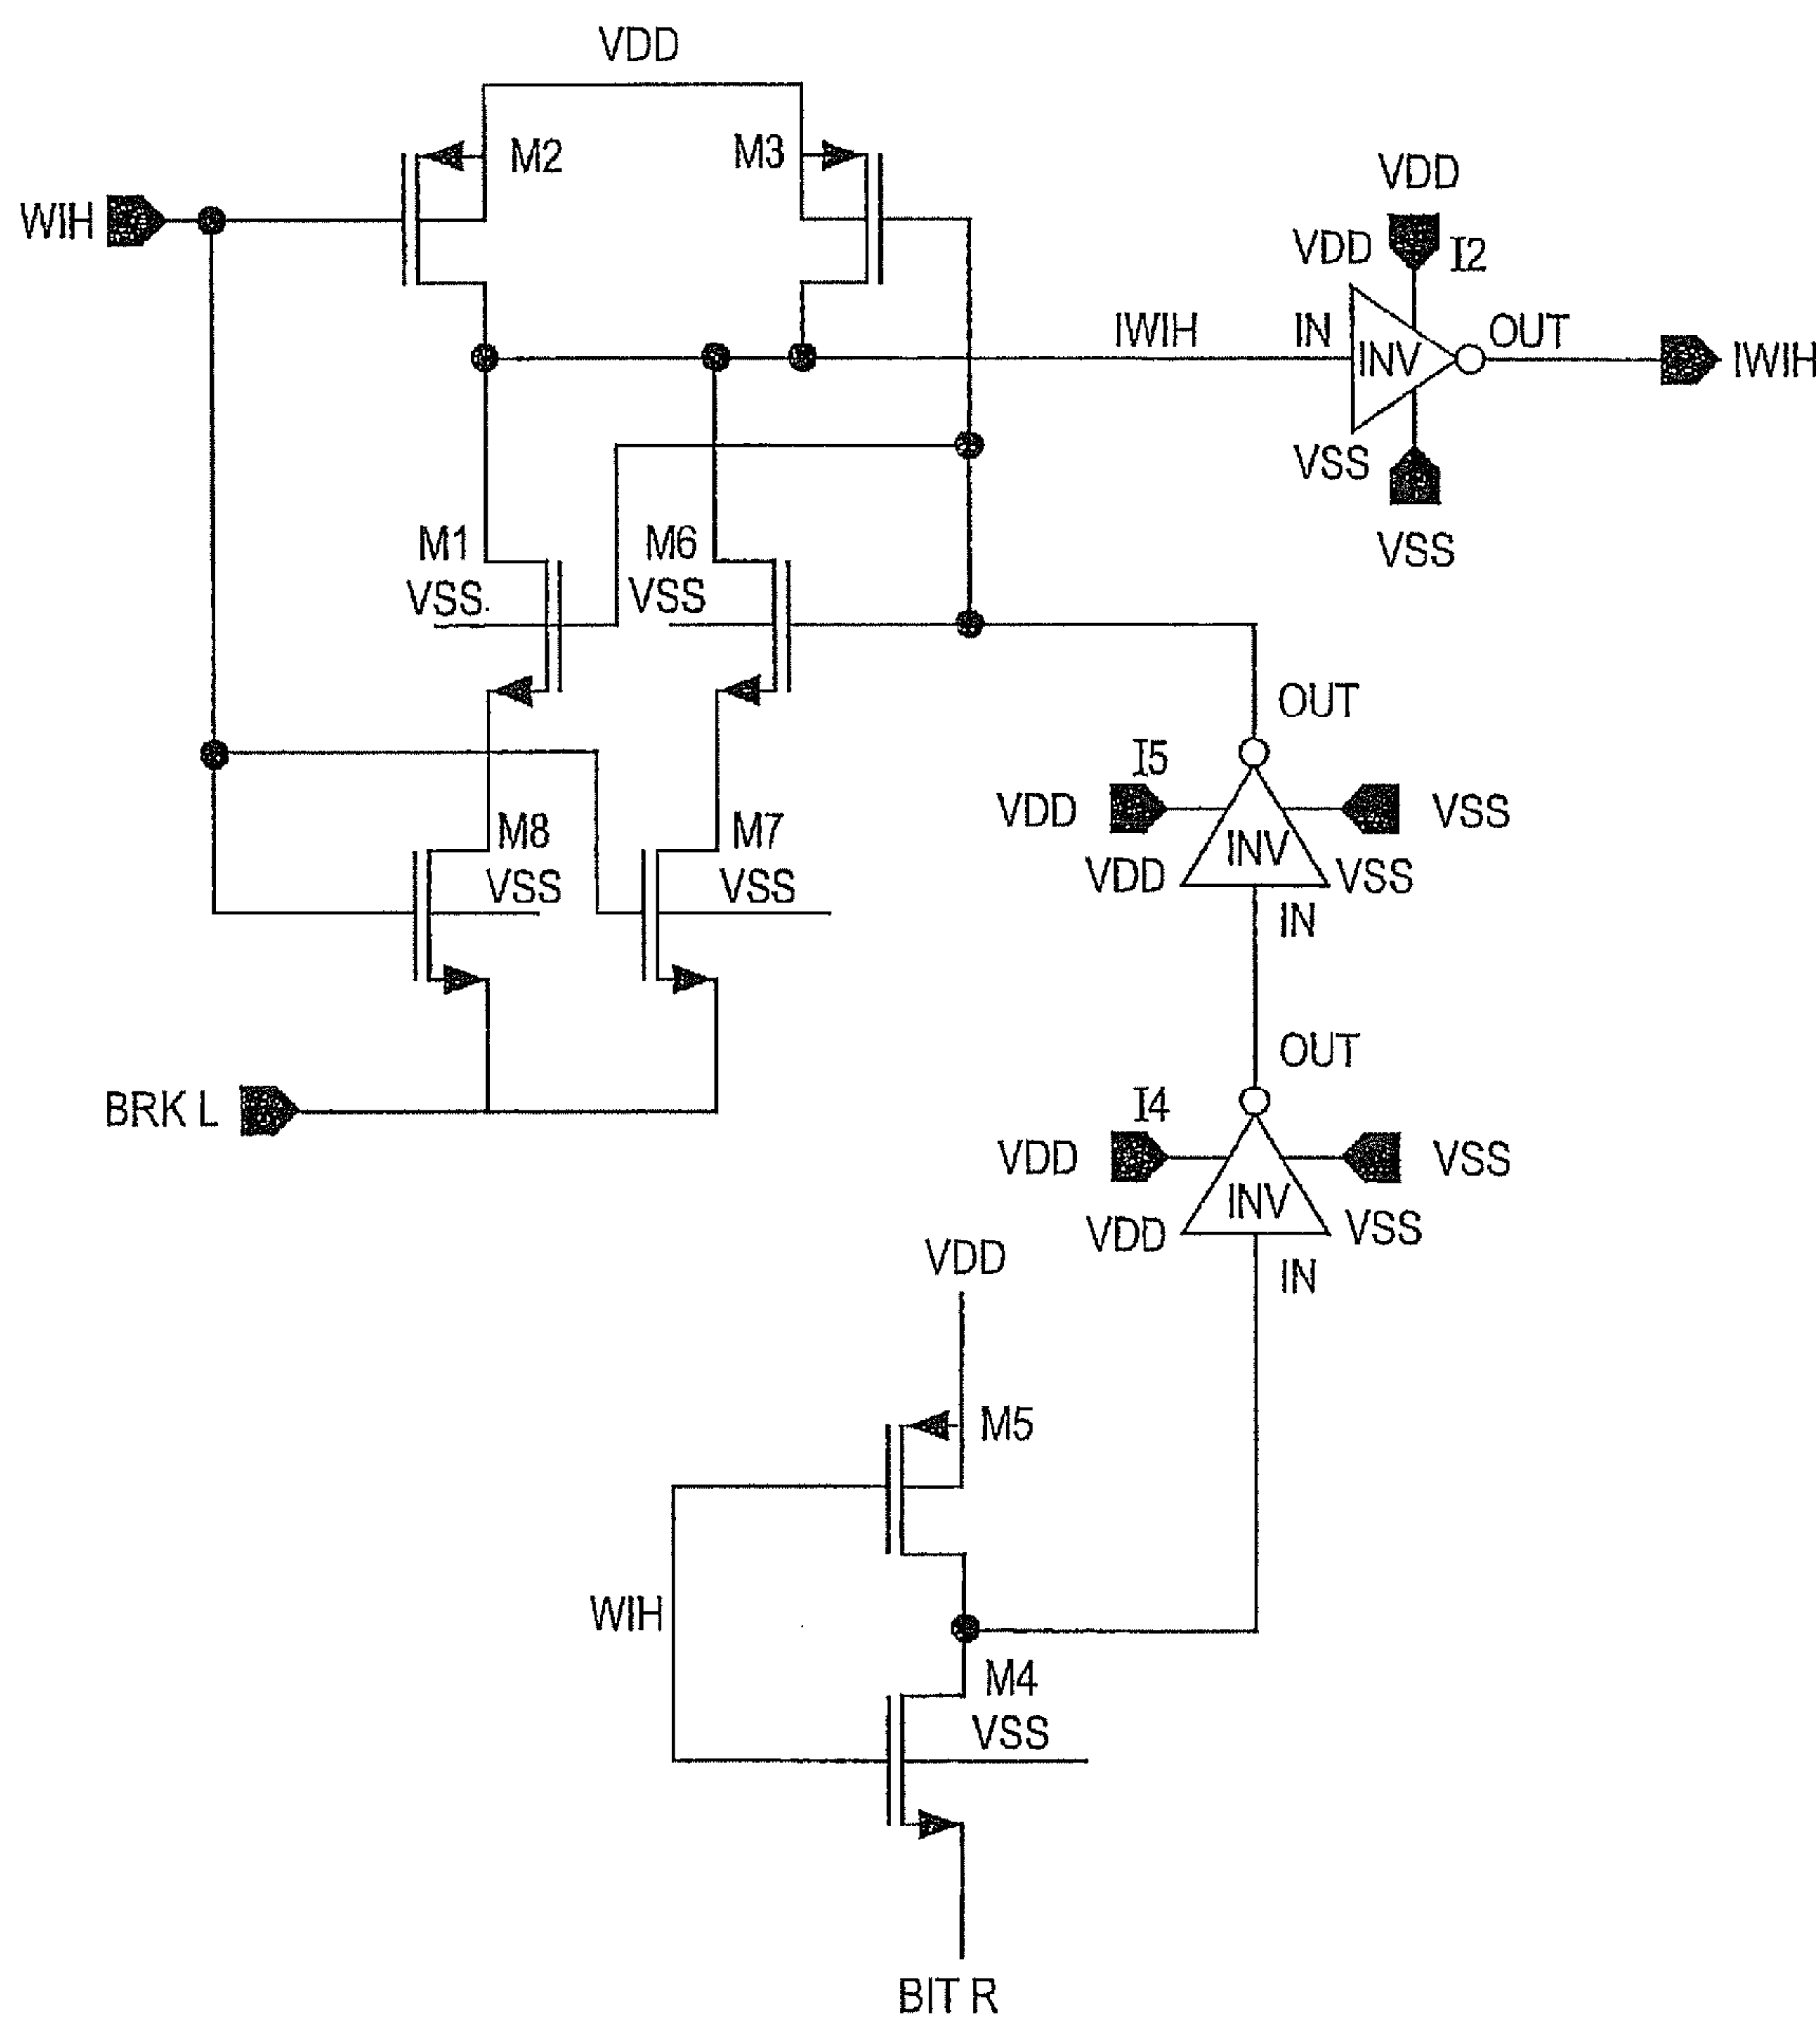 VDD
M2
M3
WIH
VDD
VDD
I2
IWIH
IN
INV
OUT
IWIH
VSS
VSS
M1
VSS
M6
VSS
OUT
I5
VDD
VSS
INV
VDD
VSS
IN
M8
VSS
M7
VSS
BRK L
OUT
I4
VDD
VSS
INV
VDD
VSS
IN
VDD
M5
WIH
M4
VSS
BIT R